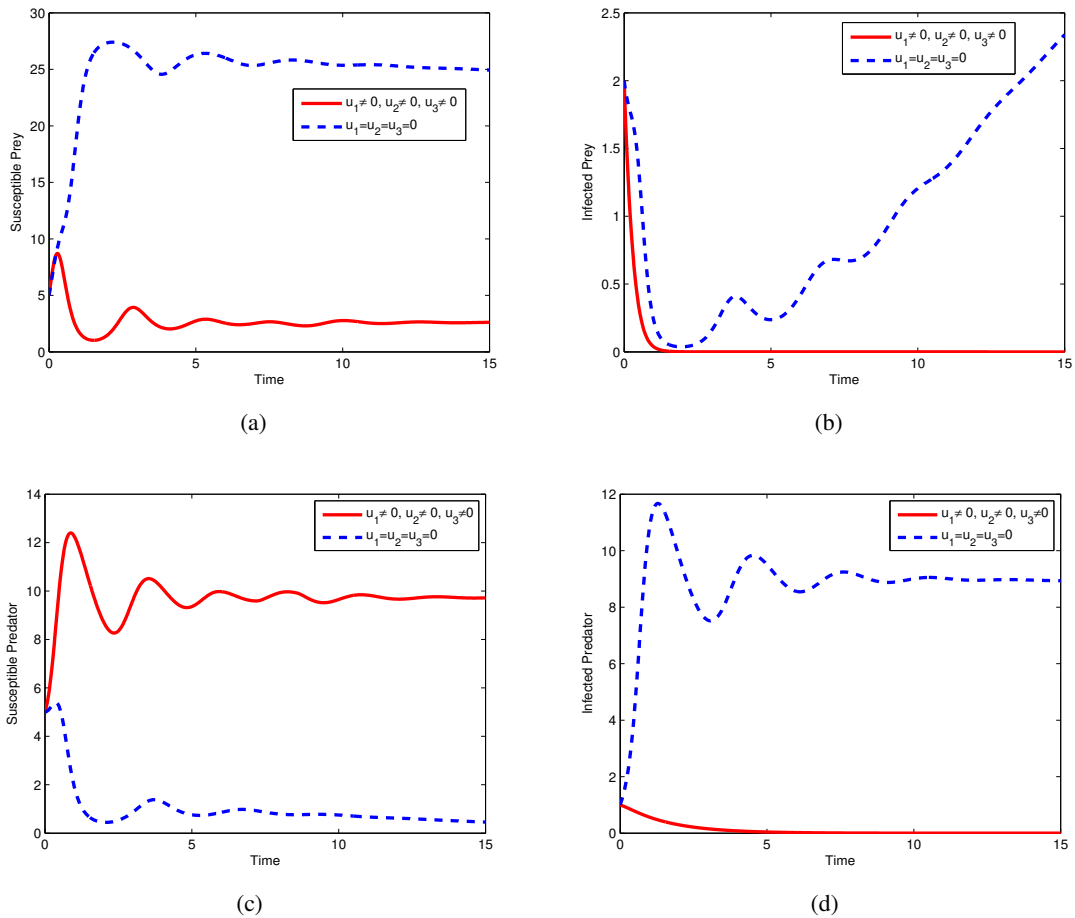 30
25
20
15
10
5
0
0 5 10 15
Susceptible Prey
Time
u₁≠ 0, u₂≠ 0, u₃≠ 0
u₁=u₂=u₃=0
(a)
2.5
2
1.5
1
0.5
0
0 5 10 15
Infected Prey
Time
u₁≠ 0, u₂≠ 0, u₃≠ 0
u₁=u₂=u₃=0
(b)
14
12
10
8
6
4
2
0
0 5 10 15
Susceptible Predator
Time
u₁≠ 0, u₂≠ 0, u₃≠0
u₁=u₂=u₃=0
(c)
12
10
8
6
4
2
0
0 5 10 15
Infected Predator
Time
u₁≠ 0, u₂≠ 0, u₃≠0
u₁=u₂=u₃=0
(d)